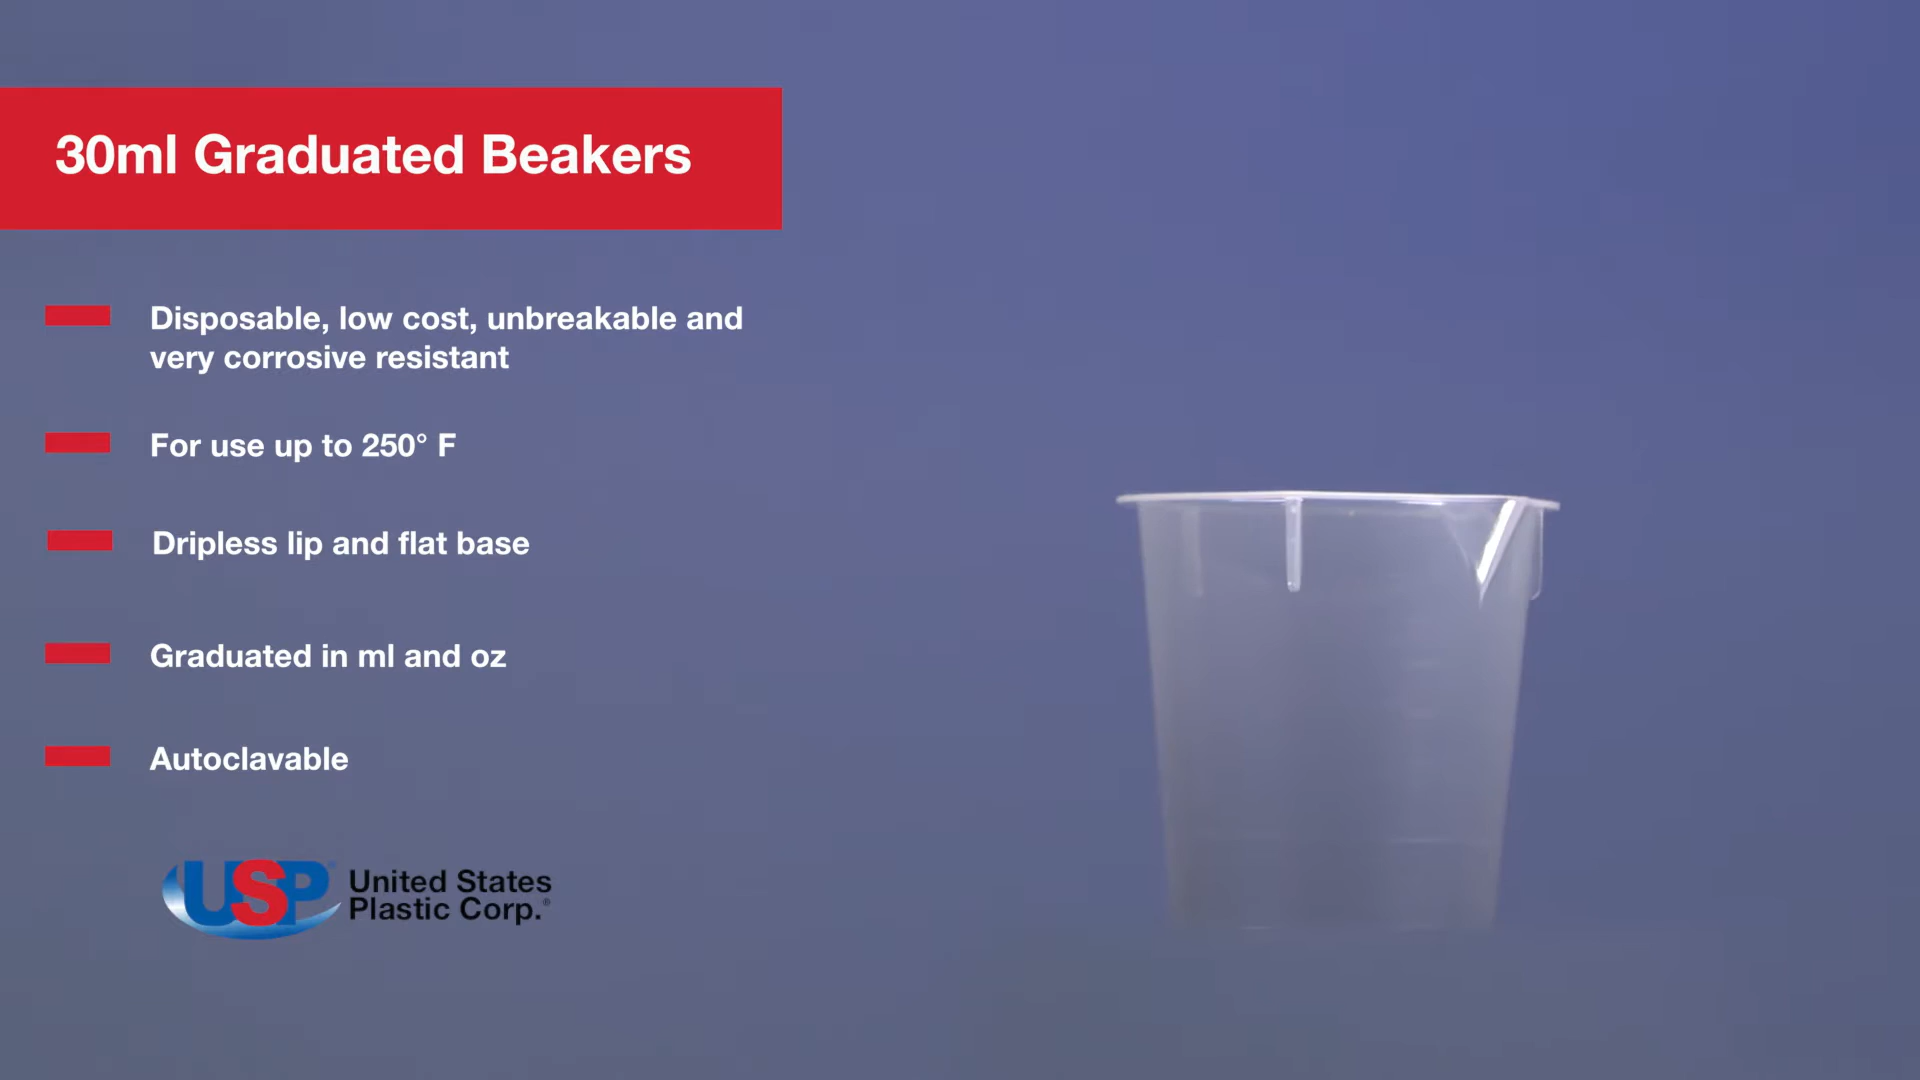 30ml Graduated Beakers
Disposable, low cost, unbreakable and
very corrosive resistant
For use up to 250° F
Dripless lip and flat base
Graduated in ml and oz
Autoclavable
USP® United States
Plastic Corp.®